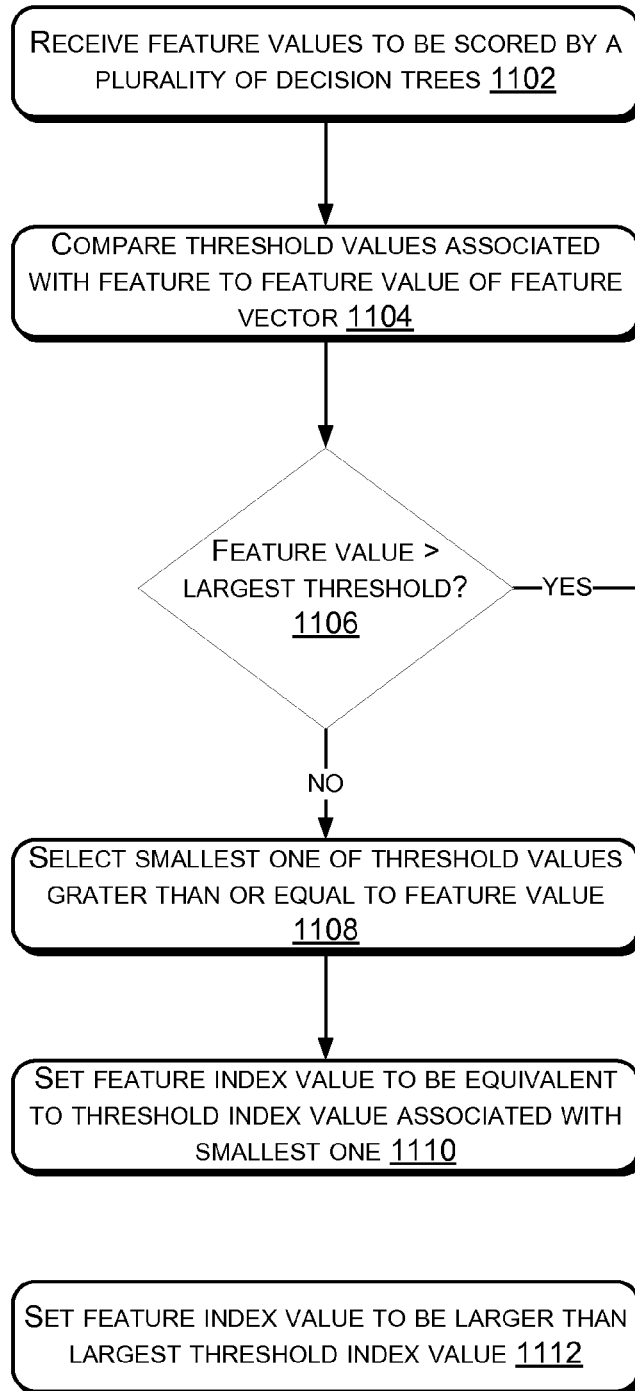 RECEIVE FEATURE VALUES TO BE SCORED BY A
PLURALITY OF DECISION TREES 1102
COMPARE THRESHOLD VALUES ASSOCIATED
WITH FEATURE TO FEATURE VALUE OF FEATURE
VECTOR 1104
FEATURE VALUE >
LARGEST THRESHOLD?
1106
YES
NO
SELECT SMALLEST ONE OF THRESHOLD VALUES
GRATER THAN OR EQUAL TO FEATURE VALUE
1108
SET FEATURE INDEX VALUE TO BE EQUIVALENT
TO THRESHOLD INDEX VALUE ASSOCIATED WITH
SMALLEST ONE 1110
SET FEATURE INDEX VALUE TO BE LARGER THAN
LARGEST THRESHOLD INDEX VALUE 1112